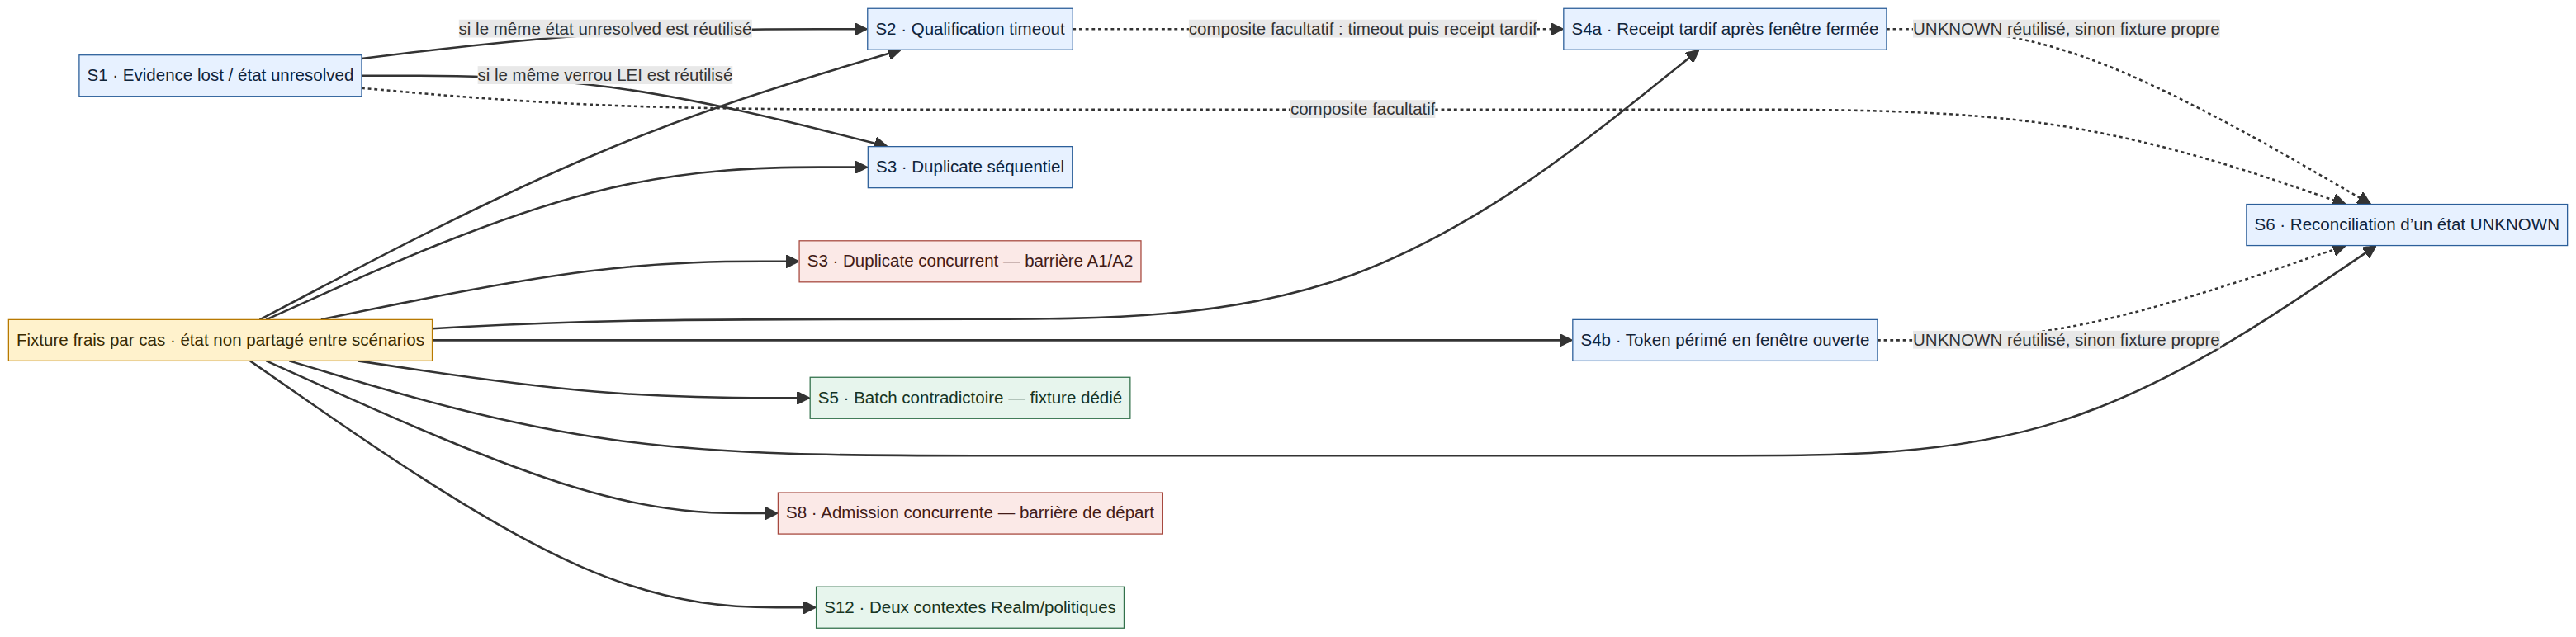 si le même état unresolved est réutilisé
S2 · Qualification timeout
composite facultatif : timeout puis receipt tardif
S4a · Receipt tardif après fenêtre fermée
UNKNOWN réutilisé, sinon fixture propre
S1 · Evidence lost / état unresolved
si le même verrou LEI est réutilisé
composite facultatif
S3 · Duplicate séquentiel
S6 · Reconciliation d’un état UNKNOWN
S3 · Duplicate concurrent — barrière A1/A2
Fixture frais par cas · état non partagé entre scénarios
S4b · Token périmé en fenêtre ouverte
UNKNOWN réutilisé, sinon fixture propre
S5 · Batch contradictoire — fixture dédié
S8 · Admission concurrente — barrière de départ
S12 · Deux contextes Realm/politiques